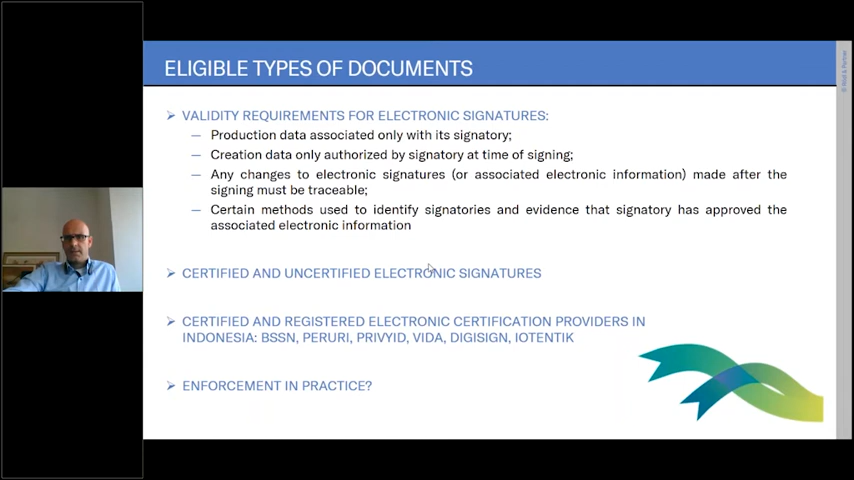 ELIGIBLE TYPES OF DOCUMENTS
➢ VALIDITY REQUIREMENTS FOR ELECTRONIC SIGNATURES:
— Production data associated only with its signatory;
— Creation data only authorized by signatory at time of signing;
— Any changes to electronic signatures (or associated electronic information) made after the
signing must be traceable;
— Certain methods used to identify signatories and evidence that signatory has approved the
associated electronic information
➢ CERTIFIED AND UNCERTIFIED ELECTRONIC SIGNATURES
➢ CERTIFIED AND REGISTERED ELECTRONIC CERTIFICATION PROVIDERS IN
INDONESIA: BSSN, PERURI, PRIVYID, VIDA, DIGISIGN, IOTENTIK
➢ ENFORCEMENT IN PRACTICE?